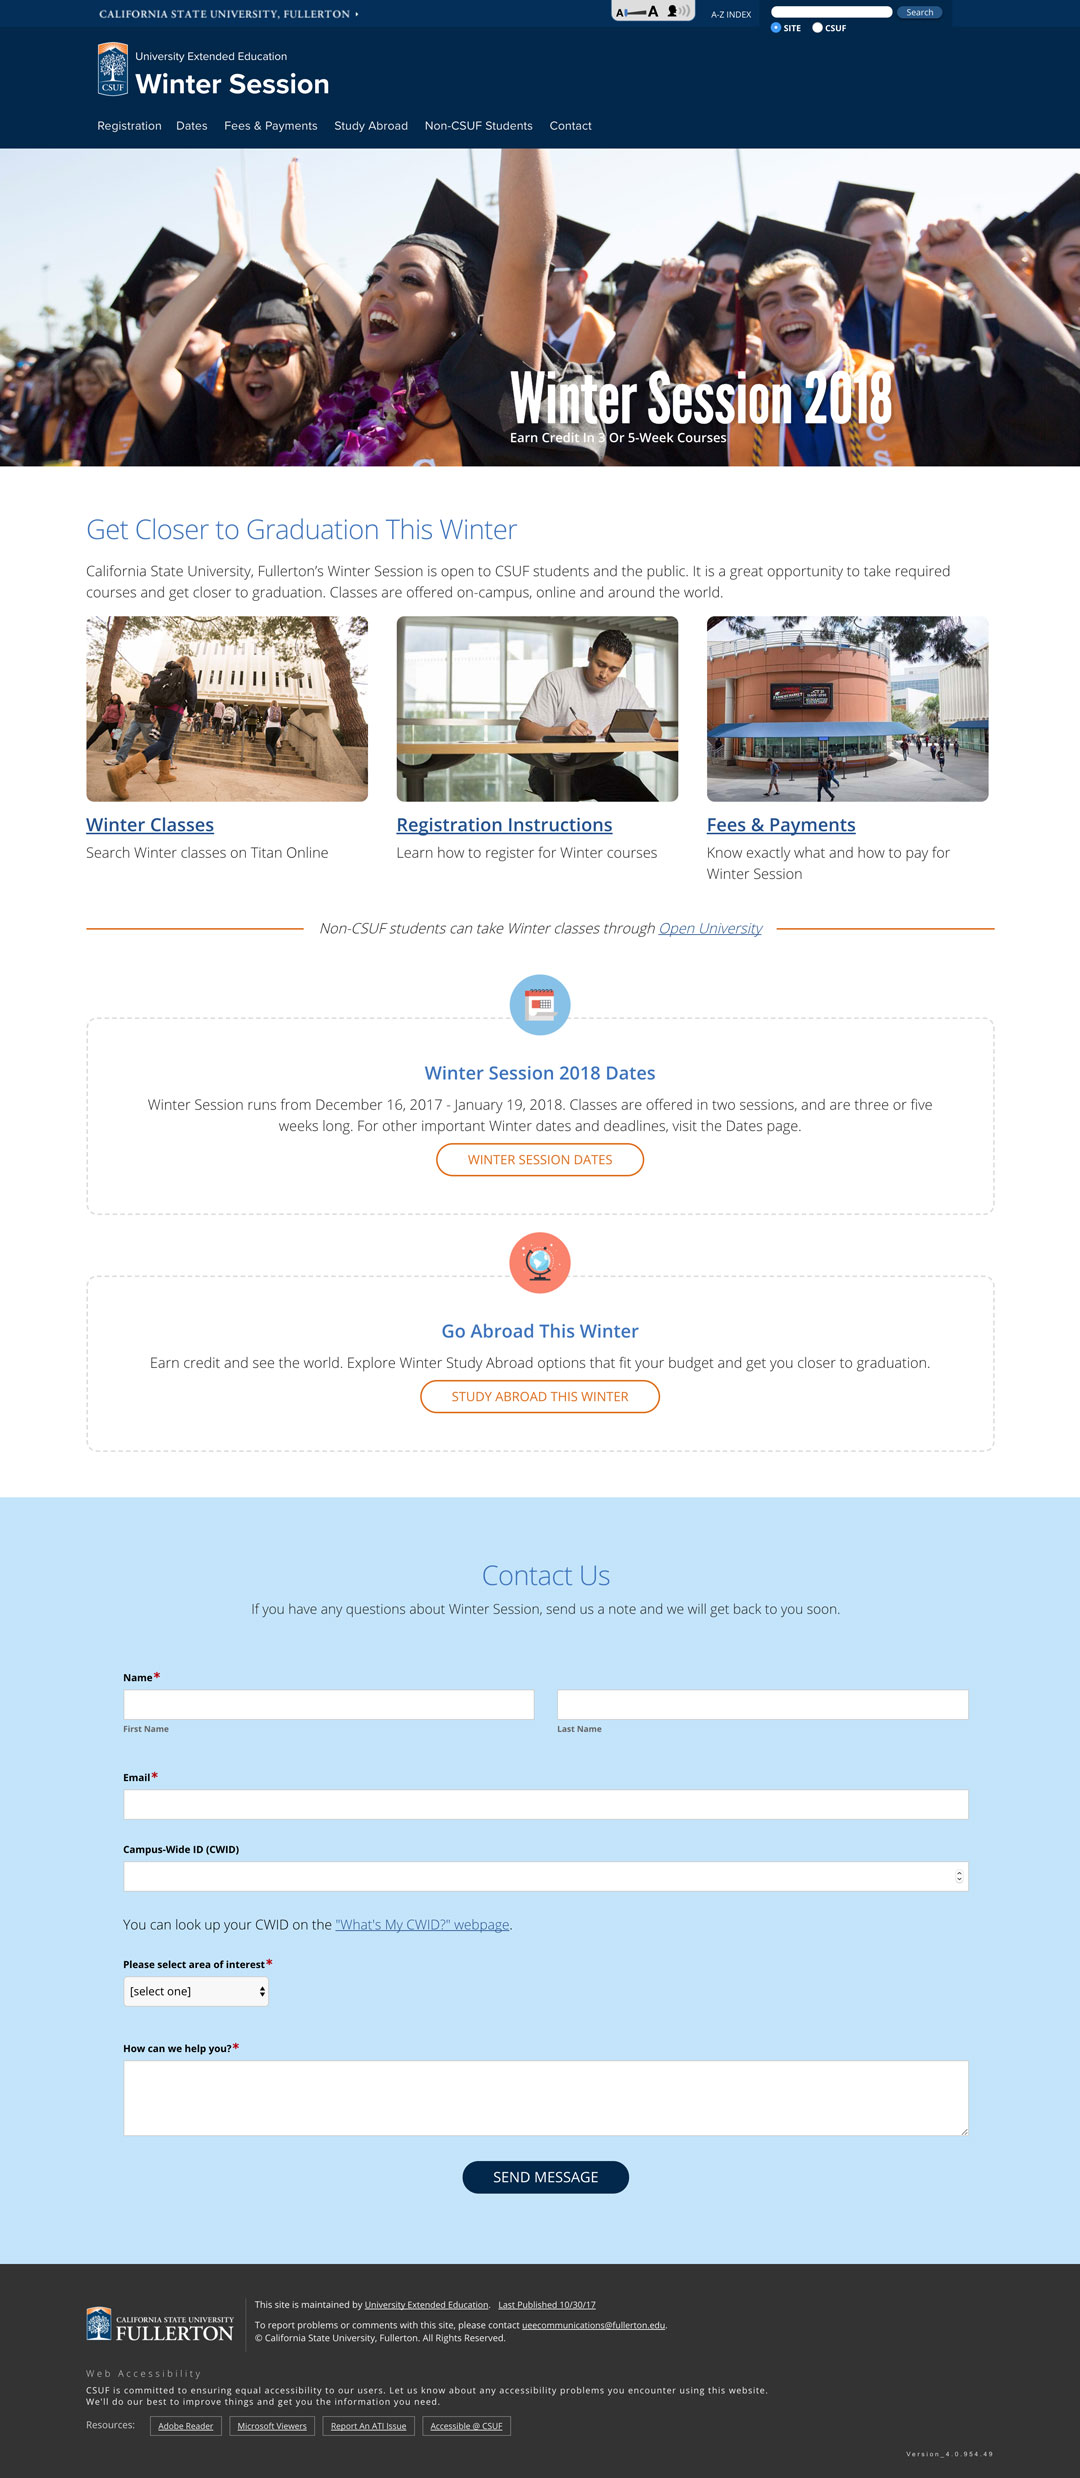 CALIFORNIA STATE UNIVERSITY, FULLERTON
A A
A-Z INDEX
Search
SITE CSUF
CSUF
University Extended Education
Winter Session
Registration Dates Fees & Payments Study Abroad Non-CSUF Students Contact
Winter Session 2018
Earn Credit In 3 Or 5-Week Courses
Get Closer to Graduation This Winter
California State University, Fullerton's Winter Session is open to CSUF students and the public. It is a great opportunity to take required
courses and get closer to graduation. Classes are offered on-campus, online and around the world.
Winter Classes
Search Winter classes on Titan Online
Registration Instructions
Learn how to register for Winter courses
Fees & Payments
Know exactly what and how to pay for
Winter Session
Non-CSUF students can take Winter classes through Open University
Winter Session 2018 Dates
Winter Session runs from December 16, 2017 - January 19, 2018. Classes are offered in two sessions, and are three or five
weeks long. For other important Winter dates and deadlines, visit the Dates page.
WINTER SESSION DATES
Go Abroad This Winter
Earn credit and see the world. Explore Winter Study Abroad options that fit your budget and get you closer to graduation.
STUDY ABROAD THIS WINTER
Contact Us
If you have any questions about Winter Session, send us a note and we will get back to you soon.
Name*
First Name
Last Name
Email*
Campus-Wide ID (CWID)
You can look up your CWID on the "What's My CWID?" webpage.
Please select area of interest*
[select one]
How can we help you?*
SEND MESSAGE
CALIFORNIA STATE UNIVERSITY
FULLERTON
This site is maintained by University Extended Education. Last Published 10/30/17
To report problems or comments with this site, please contact ueecommunications@fullerton.edu.
© California State University, Fullerton. All Rights Reserved.
Web Accessibility
CSUF is committed to ensuring equal accessibility to our users. Let us know about any accessibility problems you encounter using this website.
We'll do our best to improve things and get you the information you need.
Resources: Adobe Reader Microsoft Viewers Report An ATI Issue Accessible @ CSUF
Version_4.0.954.49